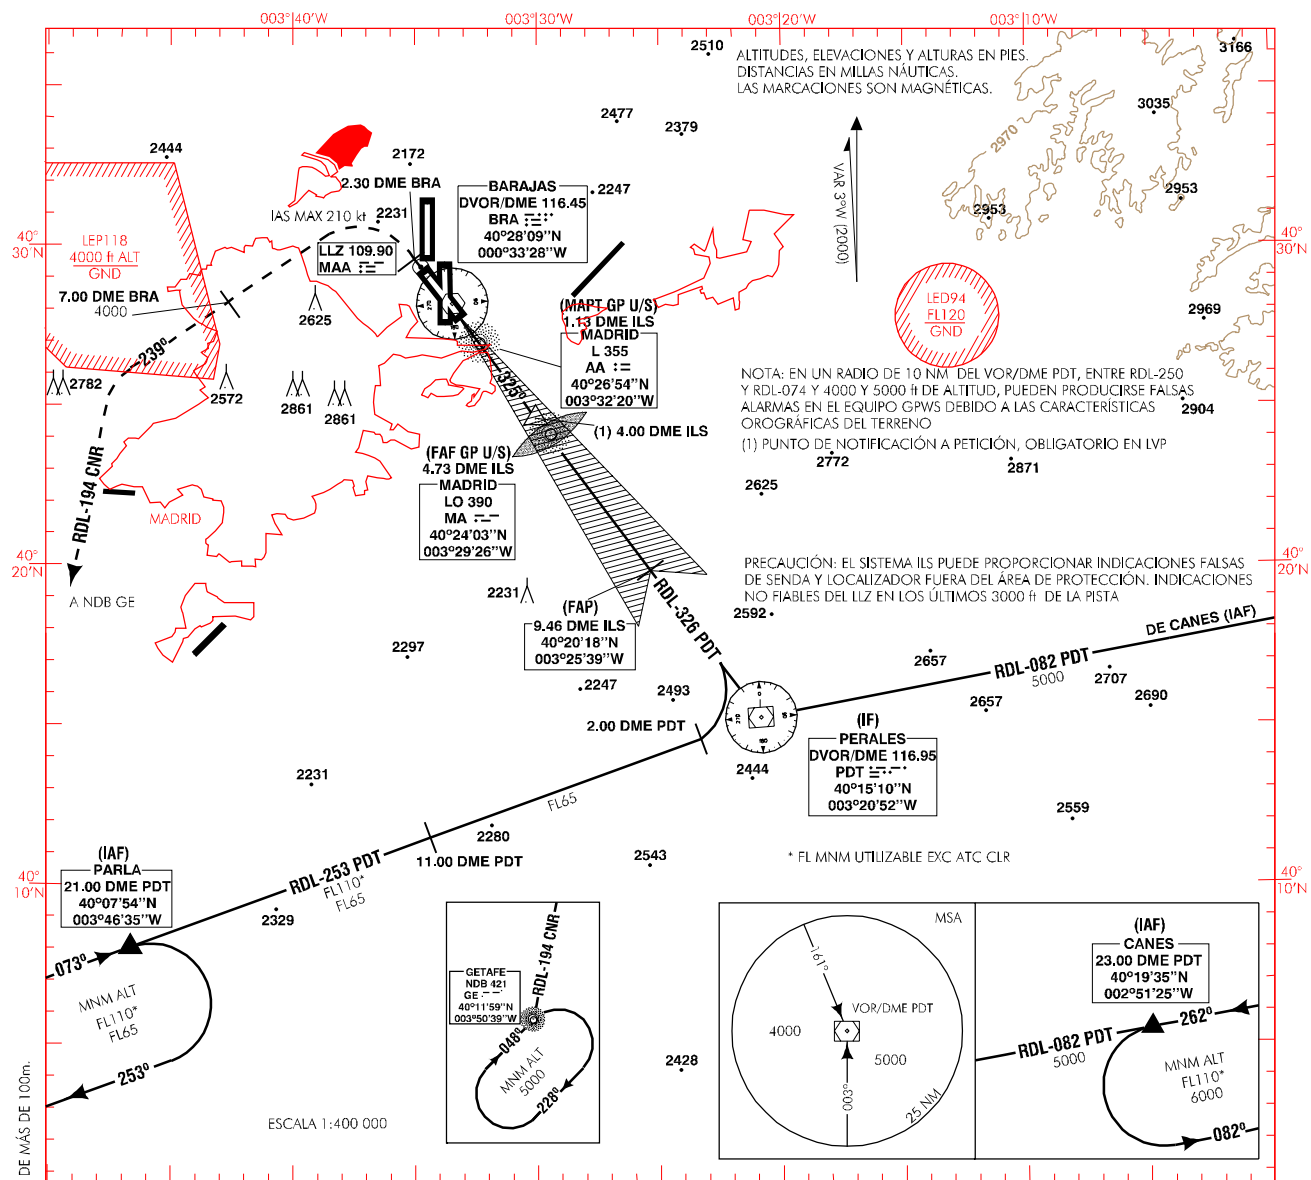 003°40'W
003°30'W
003°20'W
003°10'W
2510
3166
ALTITUDES, ELEVACIONES Y ALTURAS EN PIES.
DISTANCIAS EN MILLAS NÁUTICAS.
LAS MARCACIONES SON MAGNÉTICAS.
3035
2970
2477
2379
2444
2172
2.30 DME BRA
BARAJAS
DVOR/DME 116.45
BRA
40°28'09''N
000°33'28''W
2247
VAR 3°W (2000)
2953
2953
IAS MAX 210 kt
2231
40°
30'N
40°
30'N
LEP118
4000 ft ALT
GND
LLZ 109.90
MAA
7.00 DME BRA
4000
2625
(MAPT GP U/S)
1.13 DME ILS
MADRID
L 355
AA
40°26'54''N
003°32'20''W
LED94
FL120
GND
2969
239°
325°
2782
2572
2861
2861
NOTA: EN UN RADIO DE 10 NM DEL VOR/DME PDT, ENTRE RDL-250
Y RDL-074 Y 4000 Y 5000 ft DE ALTITUD, PUEDEN PRODUCIRSE FALSAS
ALARMAS EN EL EQUIPO GPWS DEBIDO A LAS CARACTERÍSTICAS
OROGRÁFICAS DEL TERRENO
2904
(1) PUNTO DE NOTIFICACIÓN A PETICIÓN, OBLIGATORIO EN LVP
(1) 4.00 DME ILS
(FAF GP U/S)
4.73 DME ILS
MADRID
LO 390
MA
40°24'03''N
003°29'26''W
2772
2871
2625
RDL-194 CNR
MADRID
40°
20'N
40°
20'N
A NDB GE
PRECAUCIÓN: EL SISTEMA ILS PUEDE PROPORCIONAR INDICACIONES FALSAS
DE SENDA Y LOCALIZADOR FUERA DEL ÁREA DE PROTECCIÓN. INDICACIONES
NO FIABLES DEL LLZ EN LOS ÚLTIMOS 3000 ft DE LA PISTA
2231
(FAP)
9.46 DME ILS
40°20'18''N
003°25'39''W
RDL-326 PDT
2592
DE CANES (IAF)
2297
2657
RDL-082 PDT
5000
2707
2247
2493
2657
2690
2.00 DME PDT
(IF)
PERALES
DVOR/DME 116.95
PDT
40°15'10''N
003°20'52''W
2444
2231
FL65
2559
2280
11.00 DME PDT
2543
* FL MNM UTILIZABLE EXC ATC CLR
(IAF)
PARLA
21.00 DME PDT
40°07'54''N
003°46'35''W
RDL-253 PDT
FL110*
FL65
2329
40°
10'N
40°
10'N
073°
MNM ALT
FL110*
FL65
253°
GETAFE
NDB 421
GE
40°11'59''N
003°50'39''W
RDL-194 CNR
048°
MNM ALT
5000
228°
2428
MSA
161°
VOR/DME PDT
4000
5000
003°
25 NM
(IAF)
CANES
23.00 DME PDT
40°19'35''N
002°51'25''W
262°
RDL-082 PDT
5000
MNM ALT
FL110*
6000
082°
ESCALA 1:400 000
DE MÁS DE 100m.